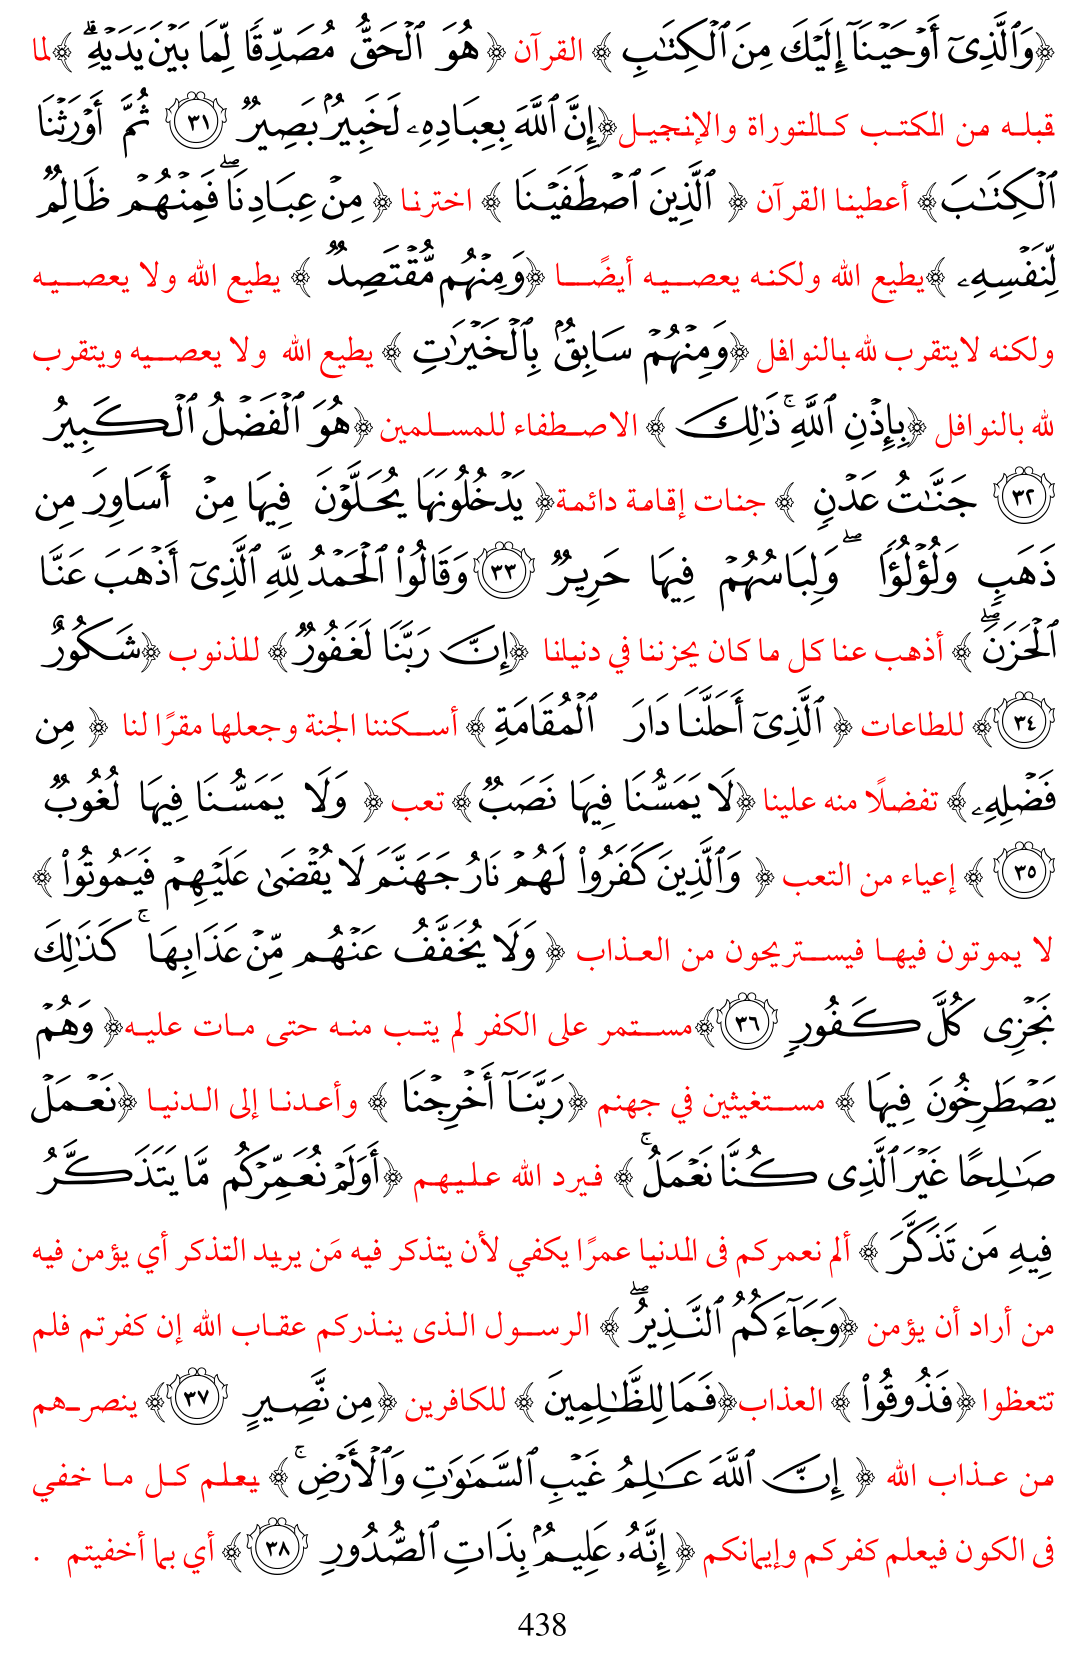 ﴿وَٱلَّذِىٓ أَوۡحَيۡنَآ إِلَيۡكَ مِنَ ٱلۡكِتَٰبِ ﴾ القرآن ﴿ هُوَ ٱلۡحَقُّ مُصَدِّقًا لِّمَا بَيۡنَ يَدَيۡهِۗ ﴾لما
قبله من المكتب كالتوراة والإنجيل﴿إِنَّ ٱللَّهَ بِعِبَادِهِۦ لَخَبِيرُۢ بَصِيرٌ ٣١ ثُمَّ أَوۡرَثۡنَا
ٱلۡكِتَٰبَ﴾ أعطينا القرآن ﴿ ٱلَّذِينَ ٱصۡطَفَيۡنَا ﴾ اخترنا ﴿ مِنۡ عِبَادِنَاۖ فَمِنۡهُمۡ ظَالِمٌ
لِّنَفۡسِهِۦ ﴾يطيع الله ولكنه يعصيه أيضًا ﴿وَمِنۡهُم مُّقۡتَصِدٌ ﴾ يطيع الله ولا يعصيه
ولكنه لايتقرب لله بالنوافل ﴿وَمِنۡهُمۡ سَابِقُۢ بِٱلۡخَيۡرَٰتِ ﴾ يطيع الله ولا يعصيه ويتقرب
لله بالنوافل ﴿بِإِذۡنِ ٱللَّهِۚ ذَٰلِكَ ﴾ الاصطفاء للمسلمين ﴿هُوَ ٱلۡفَضۡلُ ٱلۡكَبِيرُ
٣٢ جَنَّٰتُ عَدۡنٍ ﴾ جنات إقامة دائمة﴿ يَدۡخُلُونَهَا يُحَلَّوۡنَ فِيهَا مِنۡ أَسَاوِرَ مِن
ذَهَبٍ وَلُؤۡلُؤًاۖ وَلِبَاسُهُمۡ فِيهَا حَرِيرٌ ٣٣ وَقَالُواْ ٱلۡحَمۡدُ لِلَّهِ ٱلَّذِىٓ أَذۡهَبَ عَنَّا
ٱلۡحَزَنَۖ ﴾ أذهب عنا كل ما كان يحزننا في دنيانا ﴿إِنَّ رَبَّنَا لَغَفُورٌ﴾ للذنوب ﴿شَكُورٌ
٣٤﴾ للطاعات ﴿ ٱلَّذِىٓ أَحَلَّنَا دَارَ ٱلۡمُقَامَةِ ﴾ أسكننا الجنة وجعلها مقرًا لنا ﴿ مِن
فَضۡلِهِۦ ﴾ تفضلًا منه علينا ﴿لَا يَمَسُّنَا فِيهَا نَصَبٌ﴾ تعب ﴿ وَلَا يَمَسُّنَا فِيهَا لُغُوبٌ
٣٥ ﴾ إعياء من التعب ﴿ وَٱلَّذِينَ كَفَرُواْ لَهُمۡ نَارُ جَهَنَّمَ لَا يُقۡضَىٰ عَلَيۡهِمۡ فَيَمُوتُواْ ﴾
لا يموتون فيها فيستريحون من العذاب ﴿ وَلَا يُخَفَّفُ عَنۡهُم مِّنۡ عَذَابِهَاۚ كَذَٰلِكَ
نَجۡزِى كُلَّ كَفُورٍ ٣٦ ﴾مستمر على الكفر لم يتب منه حتى مات عليه﴿ وَهُمۡ
يَصۡطَرِخُونَ فِيهَا ﴾ مستغيثين في جهنم ﴿رَبَّنَآ أَخۡرِجۡنَا ﴾ وأعدنا إلى الدنيا ﴿نَعۡمَلۡ
صَٰلِحًا غَيۡرَ ٱلَّذِى كُنَّا نَعۡمَلُۚ ﴾ فيرد الله عليهم ﴿أَوَلَمۡ نُعَمِّرۡكُم مَّا يَتَذَكَّرُ
فِيهِ مَن تَذَكَّرَ ﴾ ألم نعمركم فى الدنيا عمرًا يكفي لأن يتذكر فيه مَن يريد التذكر أي يؤمن فيه
من أراد أن يؤمن ﴿وَجَآءَكُمُ ٱلنَّذِيرُۖ ﴾ الرسول الذى ينذركم عقاب الله إن كفرتم فلم
تتعظوا ﴿فَذُوقُواْ ﴾ العذاب﴿فَمَا لِلظَّٰلِمِينَ ﴾ للكافرين ﴿مِن نَّصِيرٍ ٣٧﴾ ينصرهم
من عذاب الله ﴿ إِنَّ ٱللَّهَ عَٰلِمُ غَيۡبِ ٱلسَّمَٰوَٰتِ وَٱلۡأَرۡضِۚ ﴾ يعلم كل ما خفي
فى الكون فيعلم كفركم وإيمانكم ﴿ إِنَّهُۥ عَلِيمُۢ بِذَاتِ ٱلصُّدُورِ ٣٨ ﴾ أي بما أخفيتم .
438